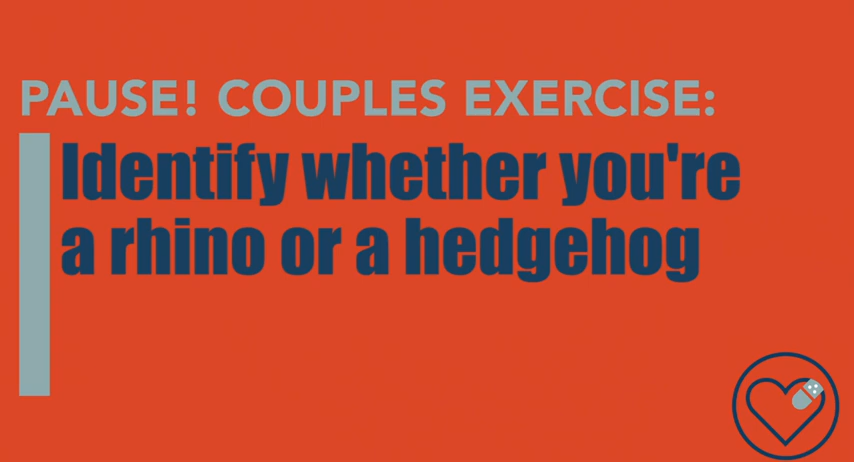 PAUSE! COUPLES EXERCISE:
Identify whether you're
a rhino or a hedgehog